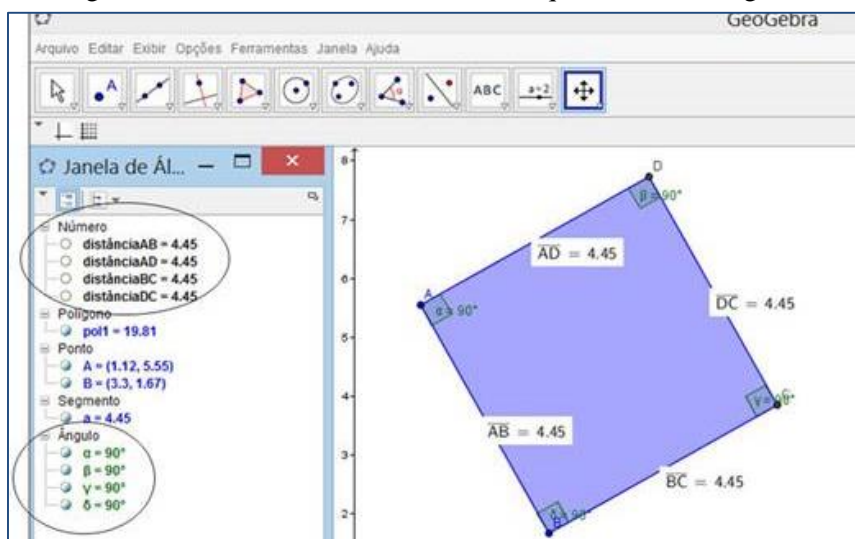 GeoGebra
Arquivo Editar Exibir Opções Ferramentas Janela Ajuda
A
ABC
a=2
Janela de Ál...
Número
distânciaAB = 4.45
distânciaAD = 4.45
distânciaBC = 4.45
distânciaDC = 4.45
Polígono
pol1 = 19.81
Ponto
A = (1.12, 5.55)
B = (3.3, 1.67)
Segmento
a = 4.45
Ângulo
α = 90°
β = 90°
γ = 90°
δ = 90°
8
7
6
5
4
3
2
D
β = 90°
AD = 4.45
A
α = 90°
DC = 4.45
C
γ = 90°
AB = 4.45
BC = 4.45
δ = 90°
B